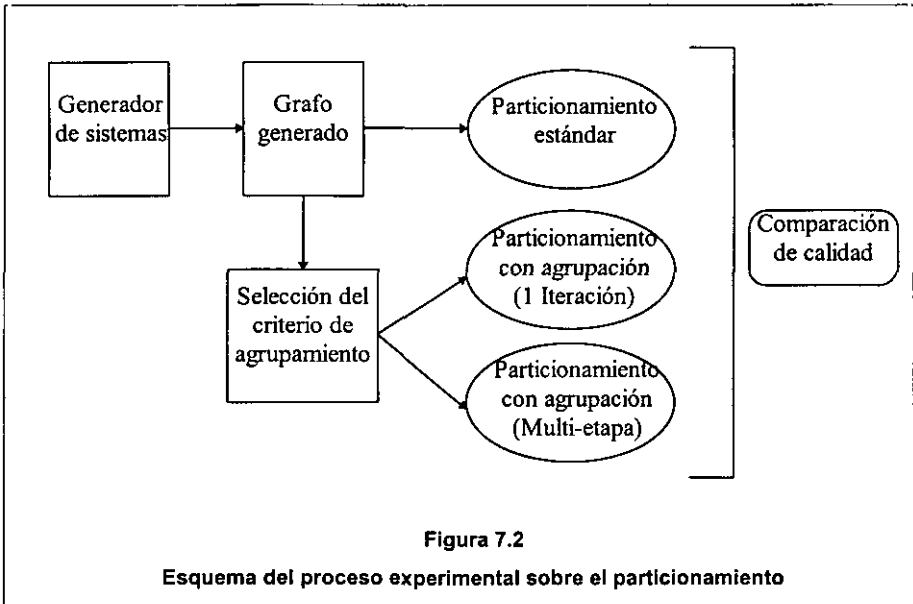 Generador
de sistemas
Grafo
generado
Particionamiento
estándar
Selección del
criterio de
agrupamiento
Particionamiento
con agrupación
(1 Iteración)
Particionamiento
con agrupación
(Multi-etapa)
Comparación
de calidad
Figura 7.2
Esquema del proceso experimental sobre el particionamiento